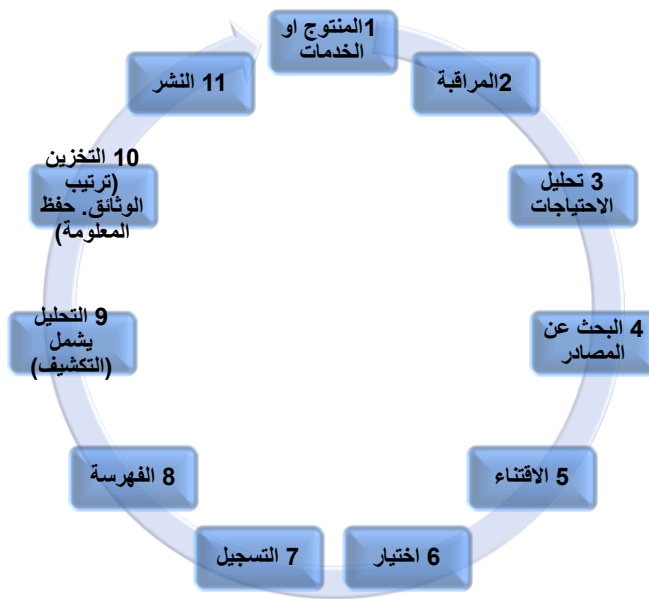 1المنتوج او
الخدمات
2المراقبة
3 تحليل
الاحتياجات
4 البحث عن
المصادر
5 الاقتناء
6 اختيار
7 التسجيل
8 الفهرسة
9 التحليل
يشمل
(التكشيف)
10 التخزين
(ترتيب
الوثائق. حفظ
المعلومة)
11 النشر